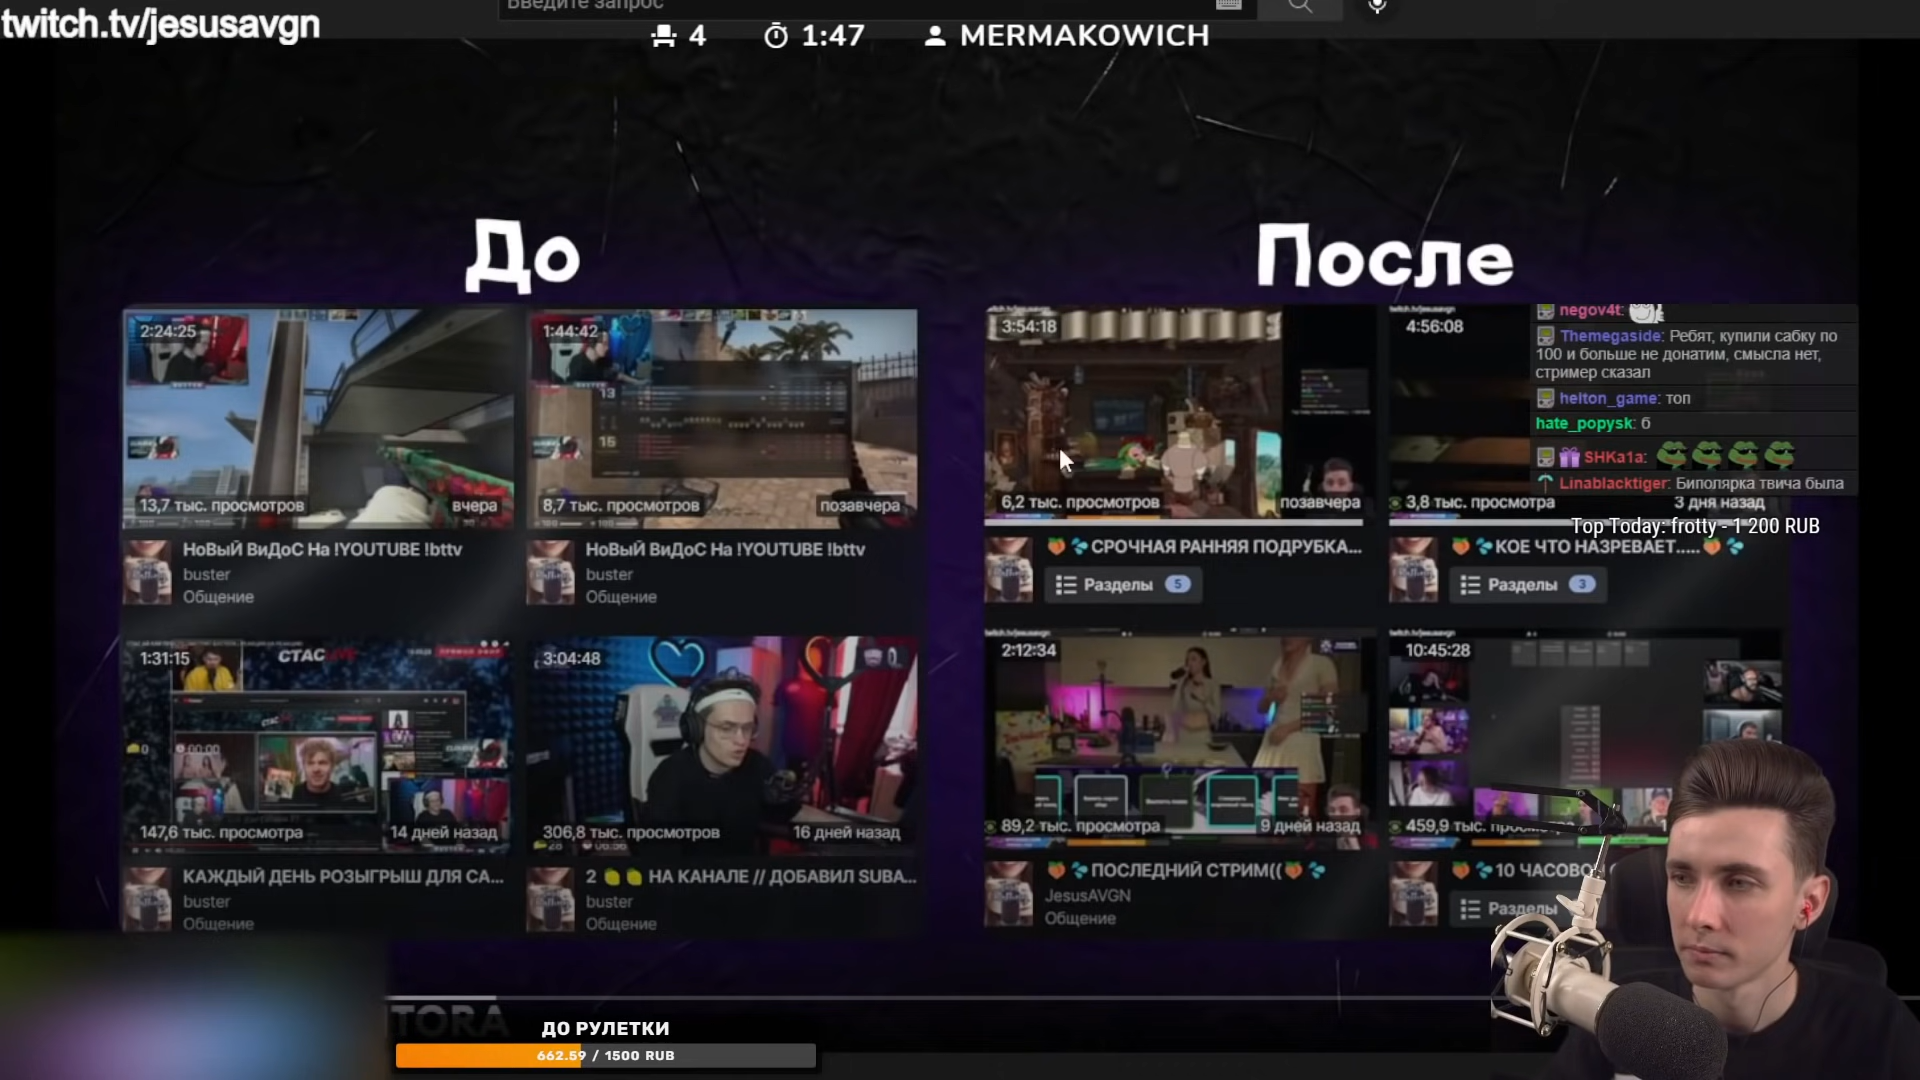 twitch.tv/jesusavgn
Введите запрос
4
1:47
MERMAKOWICH
До
После
2:24:25
13,7 тыс. просмотров
вчера
НоВый ВиДоС На !YOUTUBE !bttv
buster
Общение
1:44:42
13
15
8,7 тыс. просмотров
позавчера
НоВый ВиДоС На !YOUTUBE !bttv
buster
Общение
3:54:18
6,2 тыс. просмотров
позавчера
СРОЧНАЯ РАННЯЯ ПОДРУБКА...
Разделы 5
4:56:08
3,8 тыс. просмотра
3 дня назад
КОЕ ЧТО НАЗРЕВАЕТ.....
Разделы 3
negov4t:
Themegaside: Ребят, купили сабку по
100 и больше не донатим, смысла нет,
стример сказал
helton_game: топ
hate_popysk: б
SHKa1a:
Linablacktiger: Биполярка твича была
Top Today: frotty - 1 200 RUB
1:31:15
СТАС
147,6 тыс. просмотра
14 дней назад
КАЖДЫЙ ДЕНЬ РОЗЫГРЫШ ДЛЯ СА...
buster
Общение
3:04:48
306,8 тыс. просмотров
16 дней назад
2 НА КАНАЛЕ // ДОБАВИЛ SUBA...
buster
Общение
2:12:34
89,2 тыс. просмотра
9 дней назад
ПОСЛЕДНИЙ СТРИМ((
JesusAVGN
Общение
10:45:28
459,9 тыс. просмотра
10 ЧАСОВО
Разделы
TORA
ДО РУЛЕТКИ
662.59 / 1500 RUB